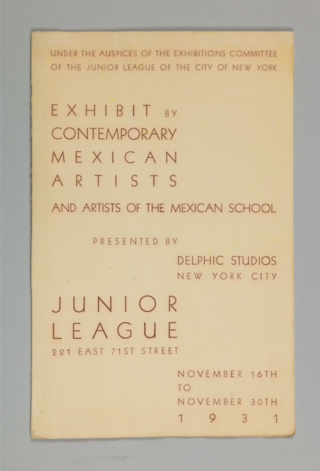 UNDER THE AUSPICES OF THE EXHIBITIONS COMMITTEE
OF THE JUNIOR LEAGUE OF THE CITY OF NEW YORK
EXHIBIT BY
CONTEMPORARY
MEXICAN
ARTISTS
AND ARTISTS OF THE MEXICAN SCHOOL
PRESENTED BY
DELPHIC STUDIOS
NEW YORK CITY
JUNIOR
LEAGUE
221 EAST 71ST STREET
NOVEMBER 16TH
TO
NOVEMBER 30TH
1931